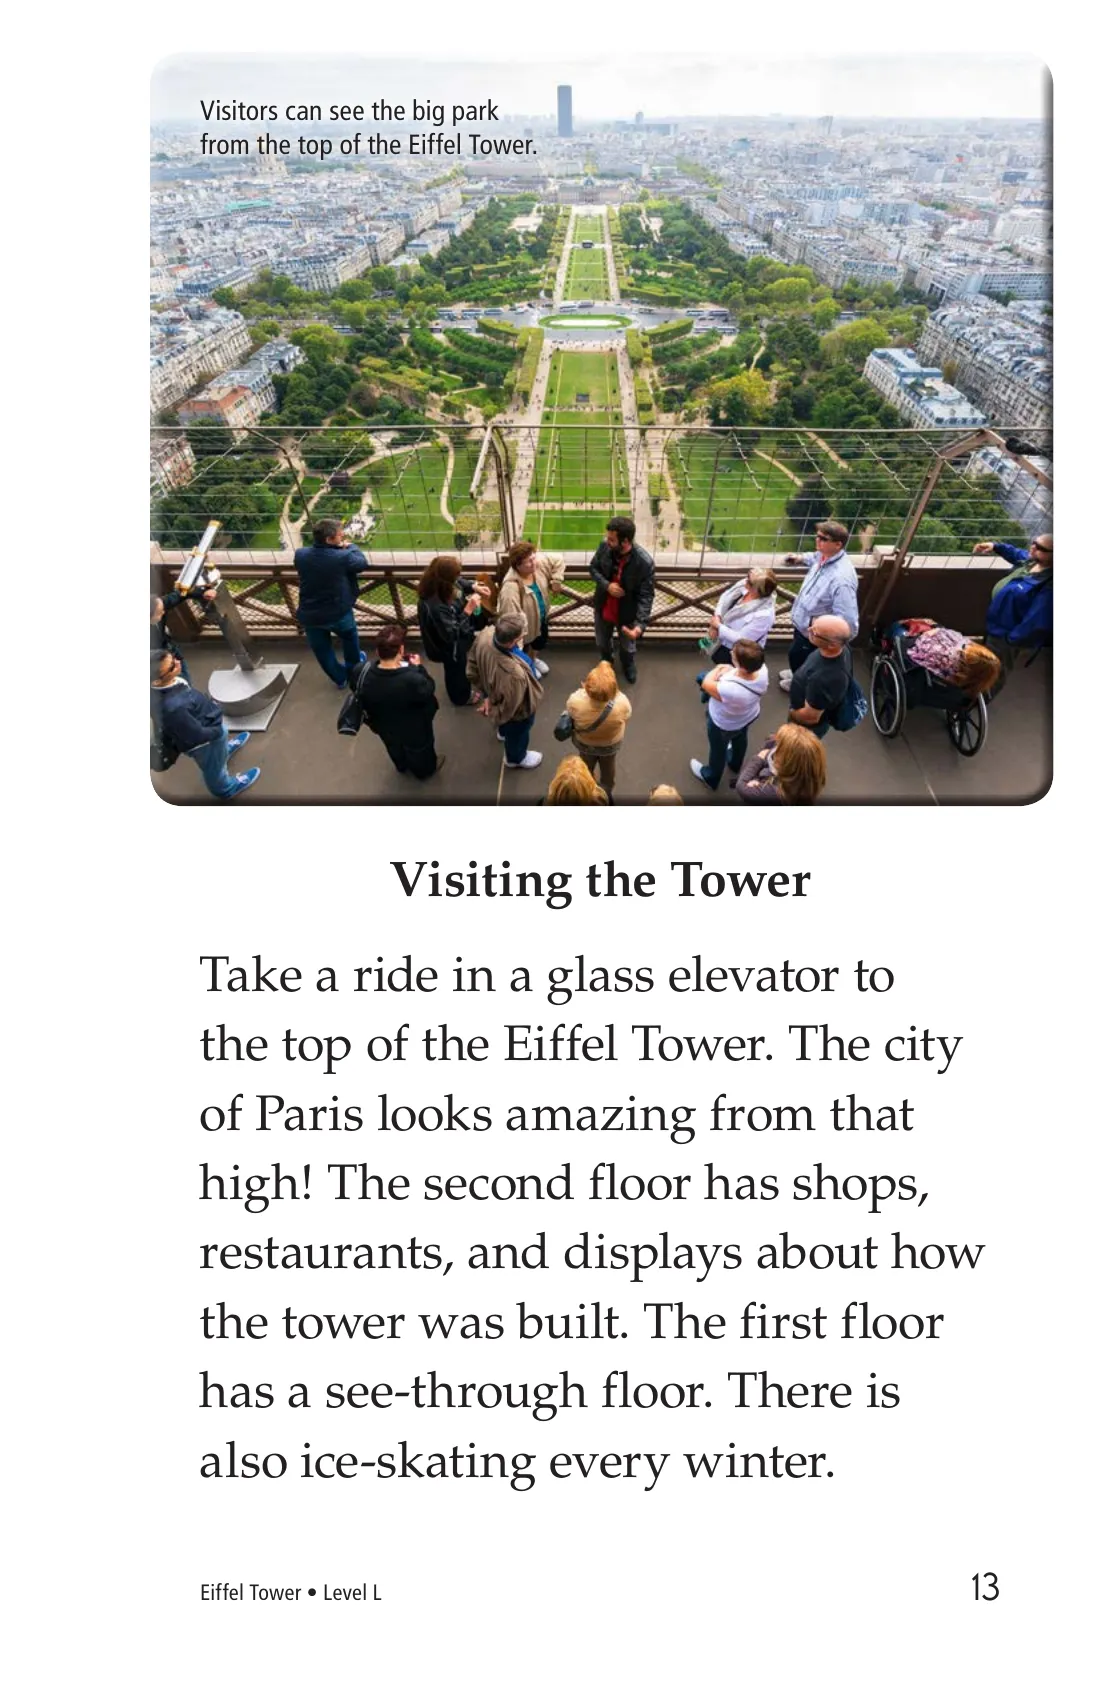 Visitors can see the big park
from the top of the Eiffel Tower.
Visiting the Tower
Take a ride in a glass elevator to
the top of the Eiffel Tower. The city
of Paris looks amazing from that
high! The second floor has shops,
restaurants, and displays about how
the tower was built. The first floor
has a see-through floor. There is
also ice-skating every winter.
Eiffel Tower • Level L
13